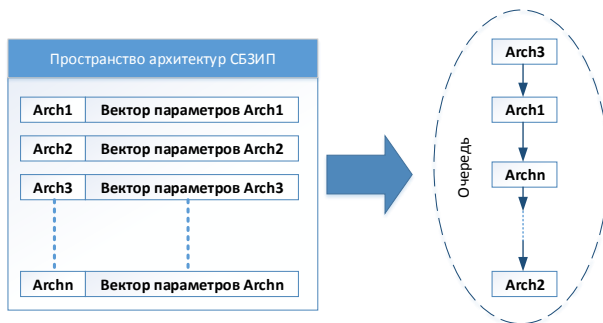 Пространство архитектур СБЗИП
Arch1 Вектор параметров Arch1
Arch2 Вектор параметров Arch2
Arch3 Вектор параметров Arch3
Archn Вектор параметров Archn
Очередь
Arch3
Arch1
Archn
Arch2